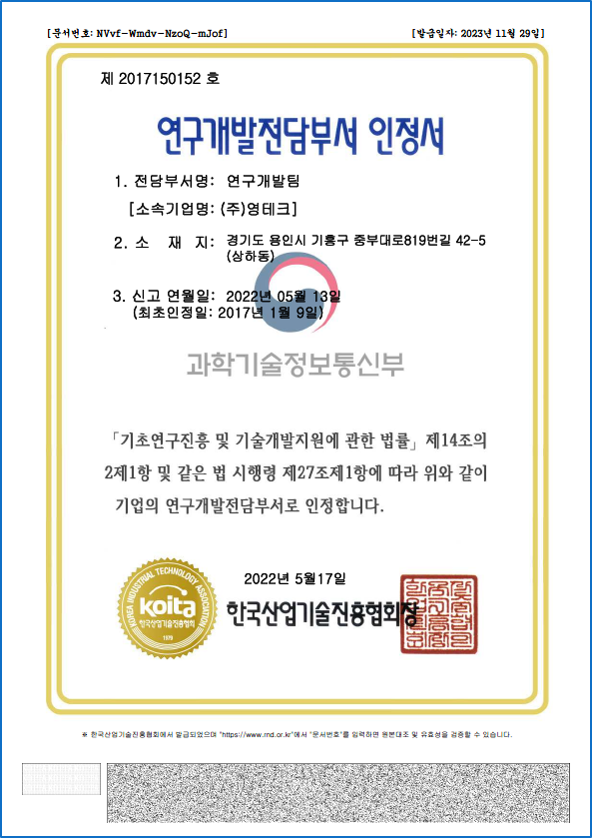 [문서번호: NVvf-Wmdv-NzoQ-mJof] [발급일자: 2023년 11월 29일]
제 2017150152 호
연구개발전담부서 인정서
1. 전담부서명: 연구개발팀
[소속기업명: (주)영테크]
2. 소 재 지: 경기도 용인시 기흥구 중부대로819번길 42-5
(상하동)
3. 신고 연월일: 2022년 05월 13일
(최초인정일: 2017년 1월 9일)
과학기술정보통신부
「기초연구진흥 및 기술개발지원에 관한 법률」 제14조의
2제1항 및 같은 법 시행령 제27조제1항에 따라 위와 같이
기업의 연구개발전담부서로 인정합니다.
2022년 5월17일
한국산업기술진흥협회장
KOREA INDUSTRIAL TECHNOLOGY ASSOCIATION
koita
한국산업기술진흥협회
1979
※ 한국산업기술진흥협회에서 발급되었으며 "https://www.rnd.or.kr"에서 "문서번호"를 입력하면 원본대조 및 유효성을 검증할 수 있습니다.